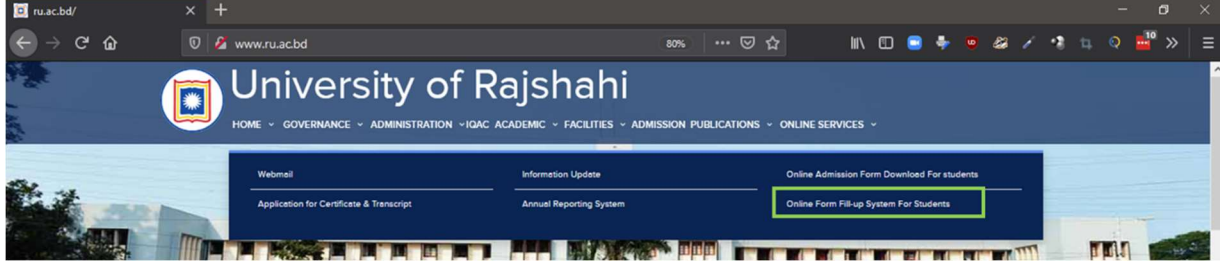 ru.ac.bd/
www.ru.ac.bd 80%
10
University of Rajshahi
HOME GOVERNANCE ADMINISTRATION IQAC ACADEMIC FACILITIES ADMISSION PUBLICATIONS ONLINE SERVICES
Webmail Information Update Online Admission Form Download For students
Application for Certificate & Transcript Annual Reporting System Online Form Fill-up System For Students